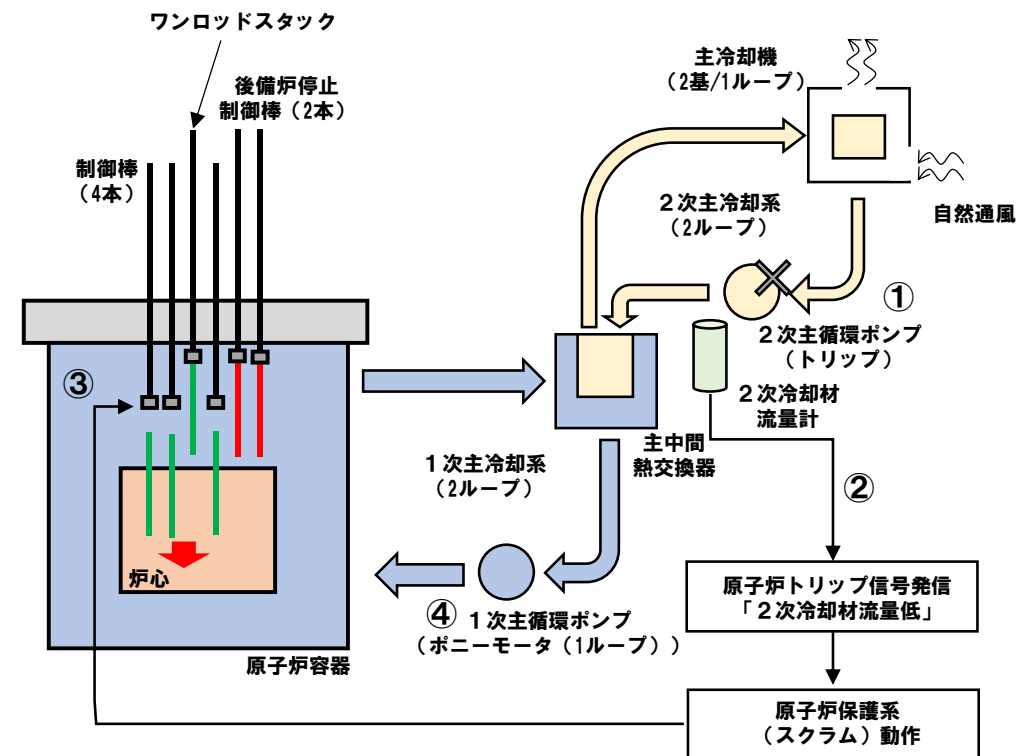 ワンロッドスタック
後備炉停止
制御棒（2本）
制御棒
（4本）
主冷却機
（2基/1ループ）
自然通風
２次主冷却系
（2ループ）
①
２次主循環ポンプ
（トリップ）
２次冷却材
流量計
②
③
主中間
熱交換器
１次主冷却系
（2ループ）
炉心
④
１次主循環ポンプ
（ポニーモータ（1ループ））
原子炉容器
原子炉トリップ信号発信
「２次冷却材流量低」
原子炉保護系
（スクラム）動作